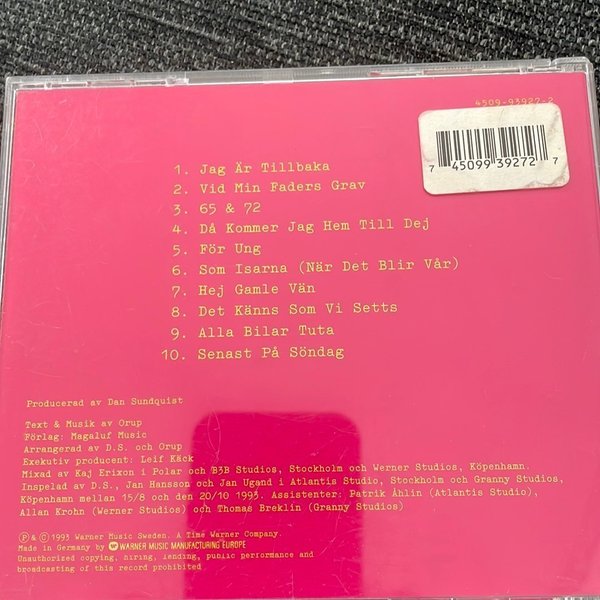 4509-93927-2
7 45099 39272 7
1. Jag Är Tillbaka
2. Vid Min Faders Grav
3. 65 & 72
4. Då Kommer Jag Hem Till Dej
5. För Ung
6. Som Isarna (När Det Blir Vår)
7. Hej Gamle Vän
8. Det Känns Som Vi Setts
9. Alla Bilar Tuta
10. Senast På Söndag
Producerad av Dan Sundquist
Text & Musik av Orup
Förlag: Magaluf Music
Arrangerad av D.S. och Orup
Exekutiv producent: Leif Käck
Mixad av Kaj Erixon i Polar och B3B Studios, Stockholm och Werner Studios, Köpenhamn.
Inspelad av D.S., Jan Hansson och Jan Ugand i Atlantis Studio, Stockholm och Granny Studios,
Köpenhamn mellan 15/8 och den 20/10 1993. Assistenter: Patrik Ahlin (Atlantis Studio),
Allan Krohn (Werner Studios) och Thomas Breklin (Granny Studios)
℗ & © 1993 Warner Music Sweden. A Time Warner Company.
Made in Germany by WARNER MUSIC MANUFACTURING EUROPE
Unauthorized copying, hiring, lending, public performance and
broadcasting of this record prohibited